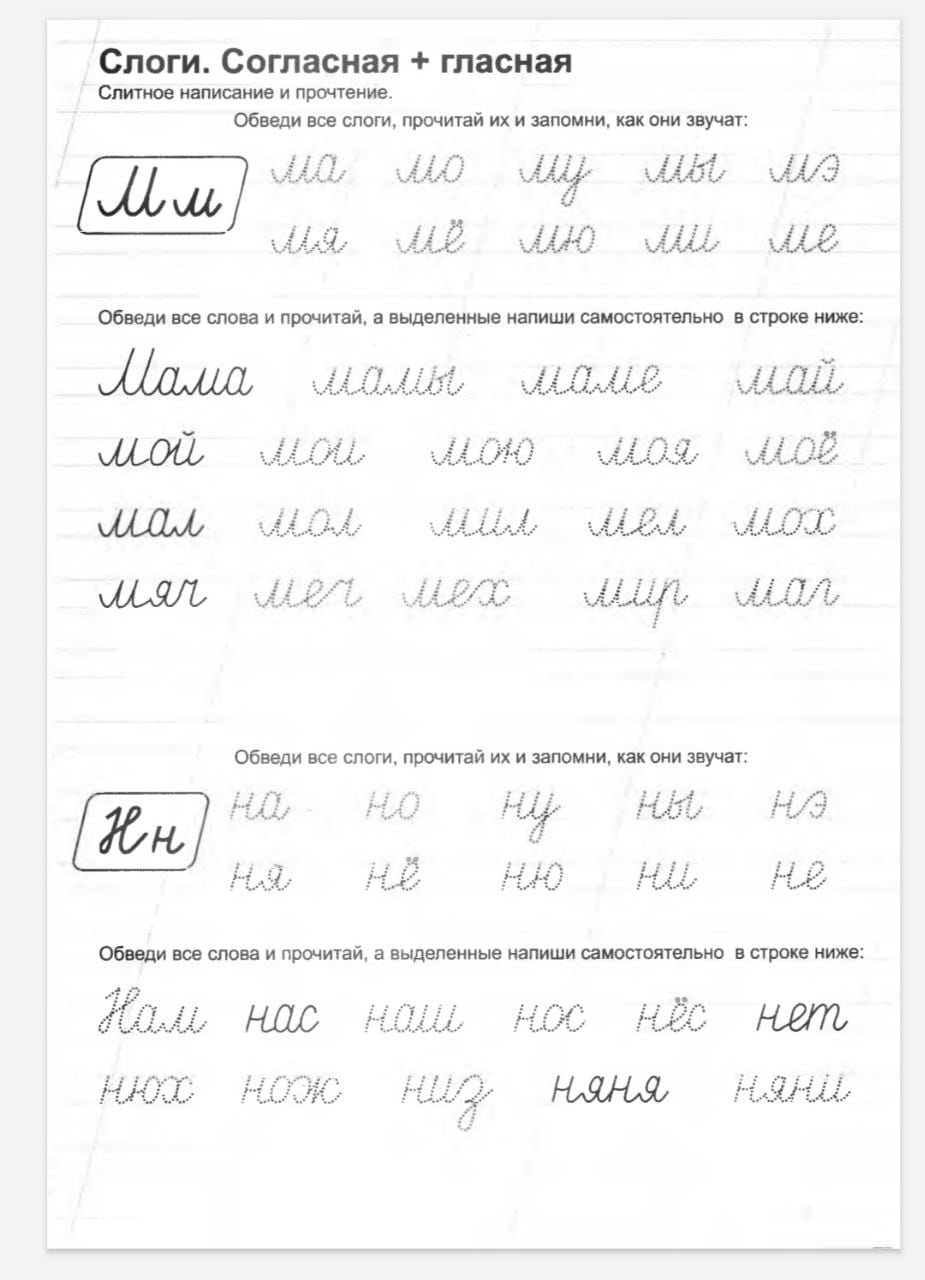 Слоги. Согласная + гласная
Слитное написание и прочтение.
Обведи все слоги, прочитай их и запомни, как они звучат:
Мм
ма мо му мы мэ
мя мё мю ми ме
Обведи все слова и прочитай, а выделенные напиши самостоятельно в строке ниже:
Мама мамы маме май
мой мои мою моя моё
мал мол мил мел мох
мяч меч мех мир маг
Обведи все слоги, прочитай их и запомни, как они звучат:
Нн
на но ну ны нэ
ня нё ню ни не
Обведи все слова и прочитай, а выделенные напиши самостоятельно в строке ниже:
Нам нас наш нос нёс нет
нюх нож низ няня няни